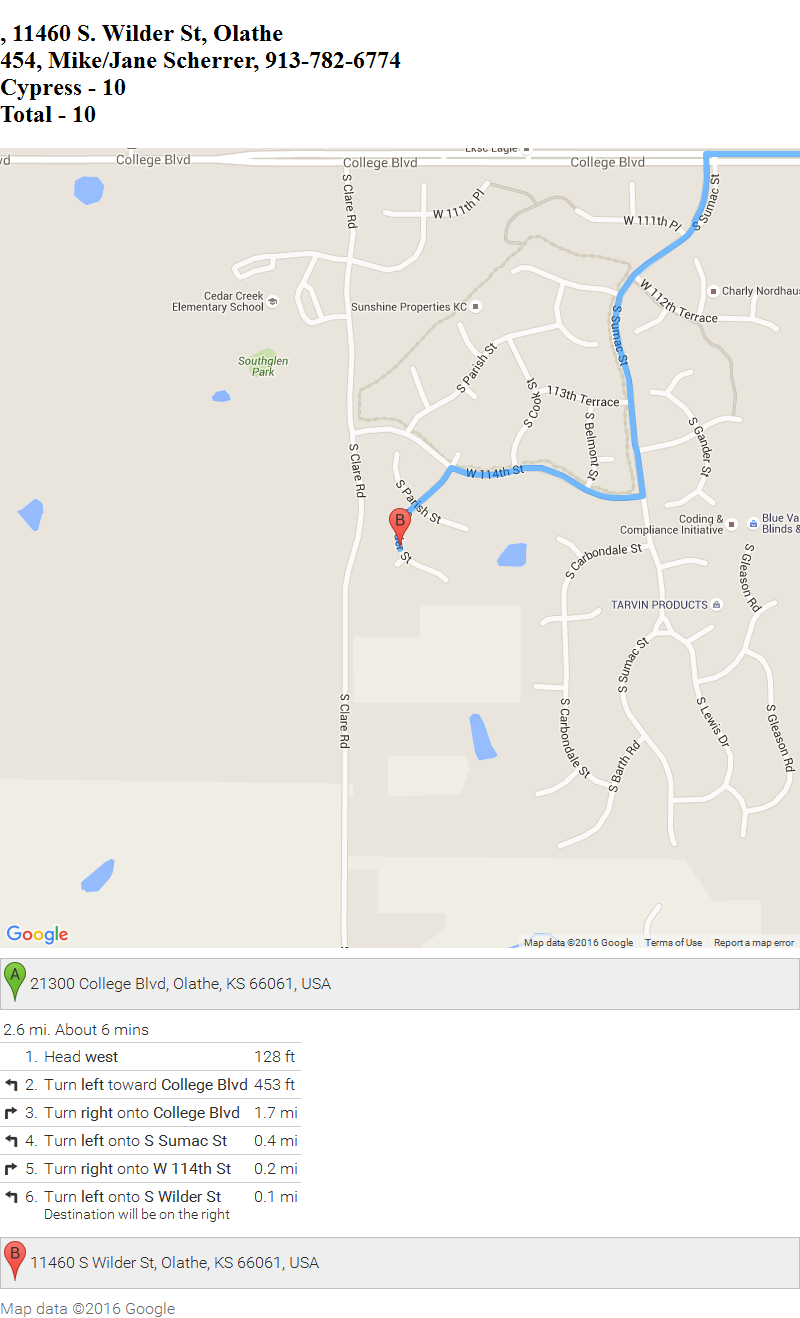 , 11460 S. Wilder St, Olathe
454, Mike/Jane Scherrer, 913-782-6774
Cypress - 10
Total - 10
Eksc Eagle
College Blvd
College Blvd
College Blvd
S Clare Rd
W 111th Pl
W 111th Pl
S Sumac St
Cedar Creek
Elementary School
Sunshine Properties KC
W 112th Terrace
Charly Nordhaus
S Sumac St
Southglen
Park
S Parish St
S Cook St
113th Terrace
S Belmont St
S Gander St
S Clare Rd
W 114th St
S Parish St
B
St
Coding &
Compliance Initiative
Blue Va
Blinds &
S Carbondale St
S Gleason Rd
TARVIN PRODUCTS
S Sumac St
S Clare Rd
S Carbondale St
S Barth Rd
S Lewis Dr
S Gleason Rd
Google
Map data ©2016 Google Terms of Use Report a map error
A 21300 College Blvd, Olathe, KS 66061, USA
2.6 mi. About 6 mins
1. Head west 128 ft
2. Turn left toward College Blvd 453 ft
3. Turn right onto College Blvd 1.7 mi
4. Turn left onto S Sumac St 0.4 mi
5. Turn right onto W 114th St 0.2 mi
6. Turn left onto S Wilder St 0.1 mi
Destination will be on the right
B 11460 S Wilder St, Olathe, KS 66061, USA
Map data ©2016 Google